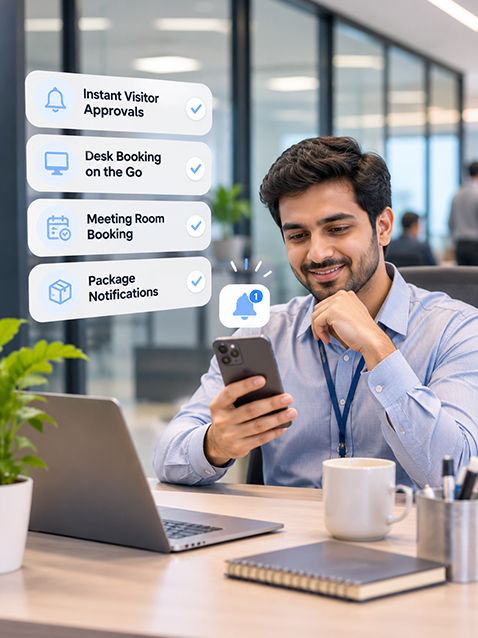 Instant Visitor
Approvals
Desk Booking
on the Go
Meeting Room
Booking
Package
Notifications
1